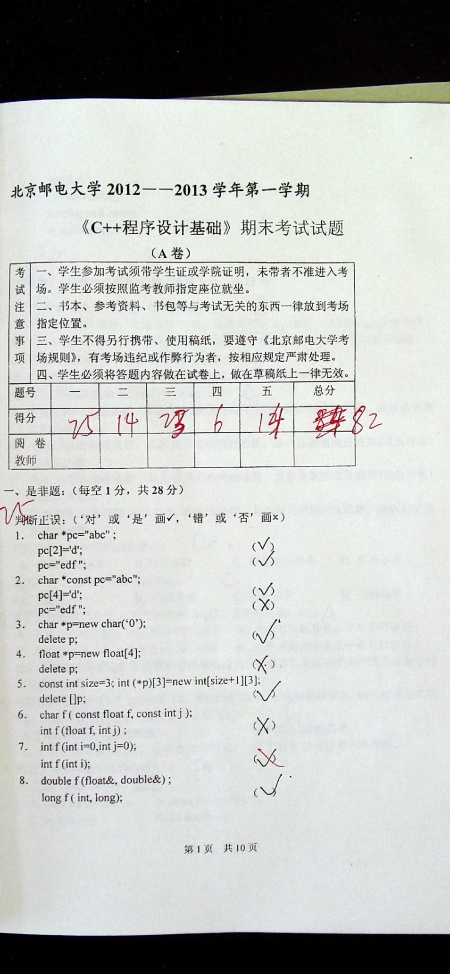 北京邮电大学 2012——2013 学年第一学期
《C++程序设计基础》期末考试试题
（A 卷）
考试注意事项
一、学生参加考试须带学生证或学院证明，未带者不准进入考
场。学生必须按照监考教师指定座位就坐。
二、书本、参考资料、书包等与考试无关的东西一律放到考场
指定位置。
三、学生不得另行携带、使用稿纸，要遵守《北京邮电大学考
场规则》，有考场违纪或作弊行为者，按相应规定严肃处理。
四、学生必须将答题内容做在试卷上，做在草稿纸上一律无效。
题号 一 二 三 四 五 总分
得分 25 14 23 6 14 82
阅卷
教师
一、是非题：（每空 1 分，共 28 分）
25
判断正误：（‘对’或‘是’画✓，‘错’或‘否’画×）
1. char *pc="abc" ;
pc[2]='d'; (✓)
pc="edf "; (✓)
2. char *const pc="abc";
pc[4]='d'; (✓)
pc="edf "; (×)
3. char *p=new char(‘0’);
delete p; (✓)
4. float *p=new float[4];
delete p; (×)
5. const int size=3; int (*p)[3]=new int[size+1][3];
delete []p; (✓)
6. char f ( const float f, const int j );
int f (float f, int j) ; (×)
7. int f (int i=0,int j=0);
int f (int i); (✓)
8. double f (float&, double&) ;
long f ( int, long); (✓)
第 1 页 共 10 页